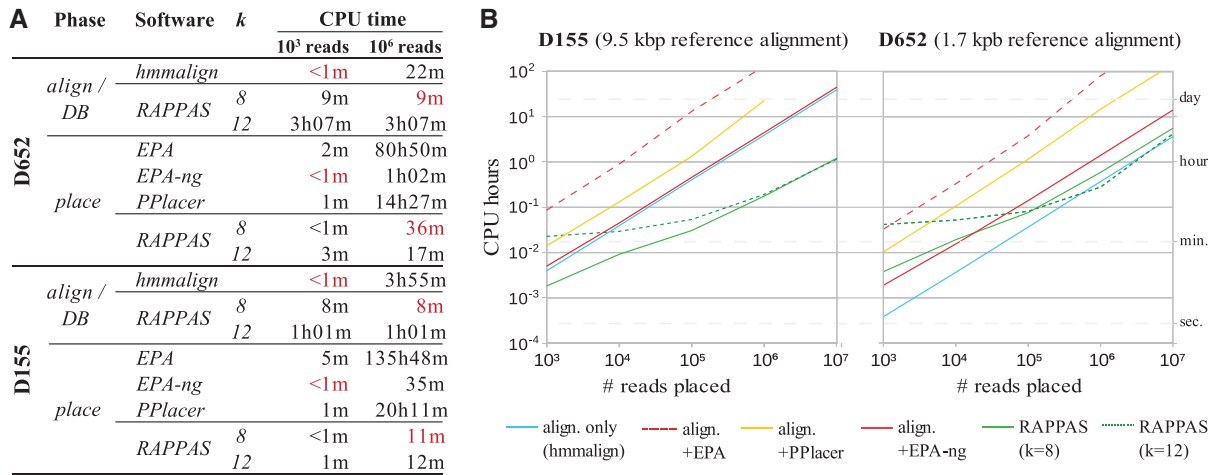 A
Phase Software k CPU time
10³ reads 10⁶ reads
D652
align / DB
hmmalign <1m 22m
RAPPAS 8 9m 9m
12 3h07m 3h07m
place
EPA 2m 80h50m
EPA-ng <1m 1h02m
PPlacer 1m 14h27m
RAPPAS 8 <1m 36m
12 3m 17m
D155
align / DB
hmmalign <1m 3h55m
RAPPAS 8 8m 8m
12 1h01m 1h01m
place
EPA 5m 135h48m
EPA-ng <1m 35m
PPlacer 1m 20h11m
RAPPAS 8 <1m 11m
12 1m 12m
B
D155 (9.5 kbp reference alignment)
D652 (1.7 kpb reference alignment)
CPU hours
10²
10¹
10⁰
10⁻¹
10⁻²
10⁻³
10⁻⁴
day
hour
min.
sec.
10³ 10⁴ 10⁵ 10⁶ 10⁷
10³ 10⁴ 10⁵ 10⁶ 10⁷
# reads placed
# reads placed
align. only (hmmalign)
align. +EPA
align. +PPlacer
align. +EPA-ng
RAPPAS (k=8)
RAPPAS (k=12)